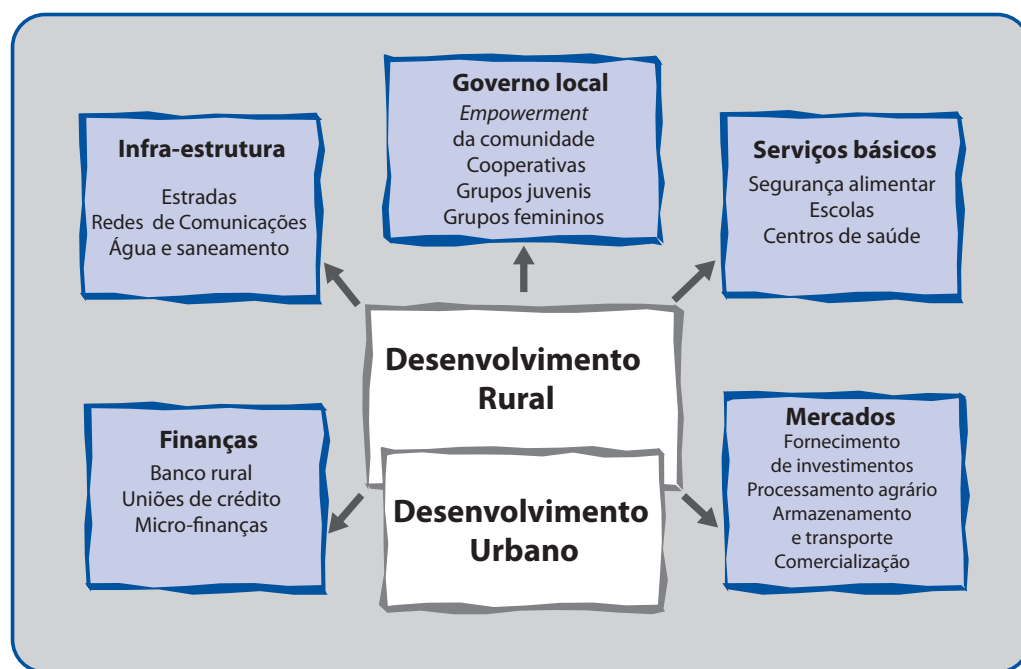 Governo local
Empowerment
da comunidade
Cooperativas
Grupos juvenis
Grupos femininos
Infra-estrutura
Estradas
Redes de Comunicações
Água e saneamento
Serviços básicos
Segurança alimentar
Escolas
Centros de saúde
Desenvolvimento
Rural
Desenvolvimento
Urbano
Finanças
Banco rural
Uniões de crédito
Micro-finanças
Mercados
Fornecimento
de investimentos
Processamento agrário
Armazenamento
e transporte
Comercialização